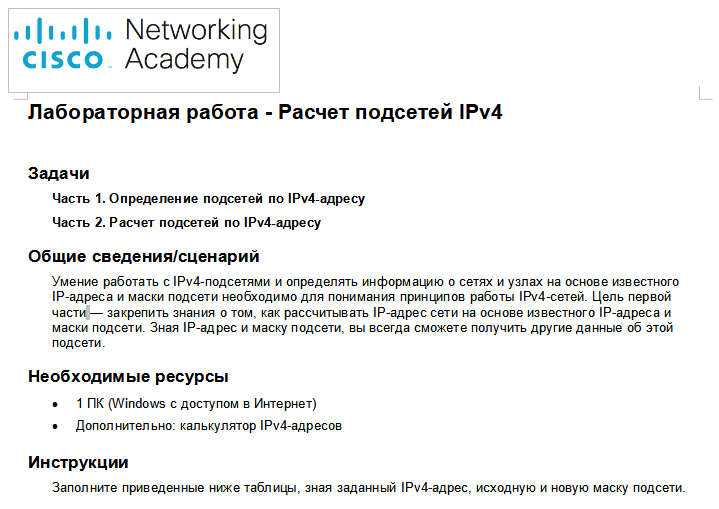 Networking
CISCO Academy
Лабораторная работа - Расчет подсетей IPv4
Задачи
Часть 1. Определение подсетей по IPv4-адресу
Часть 2. Расчет подсетей по IPv4-адресу
Общие сведения/сценарий
Умение работать с IPv4-подсетями и определять информацию о сетях и узлах на основе известного
IP-адреса и маски подсети необходимо для понимания принципов работы IPv4-сетей. Цель первой
части — закрепить знания о том, как рассчитывать IP-адрес сети на основе известного IP-адреса и
маски подсети. Зная IP-адрес и маску подсети, вы всегда сможете получить другие данные об этой
подсети.
Необходимые ресурсы
• 1 ПК (Windows с доступом в Интернет)
• Дополнительно: калькулятор IPv4-адресов
Инструкции
Заполните приведенные ниже таблицы, зная заданный IPv4-адрес, исходную и новую маску подсети.